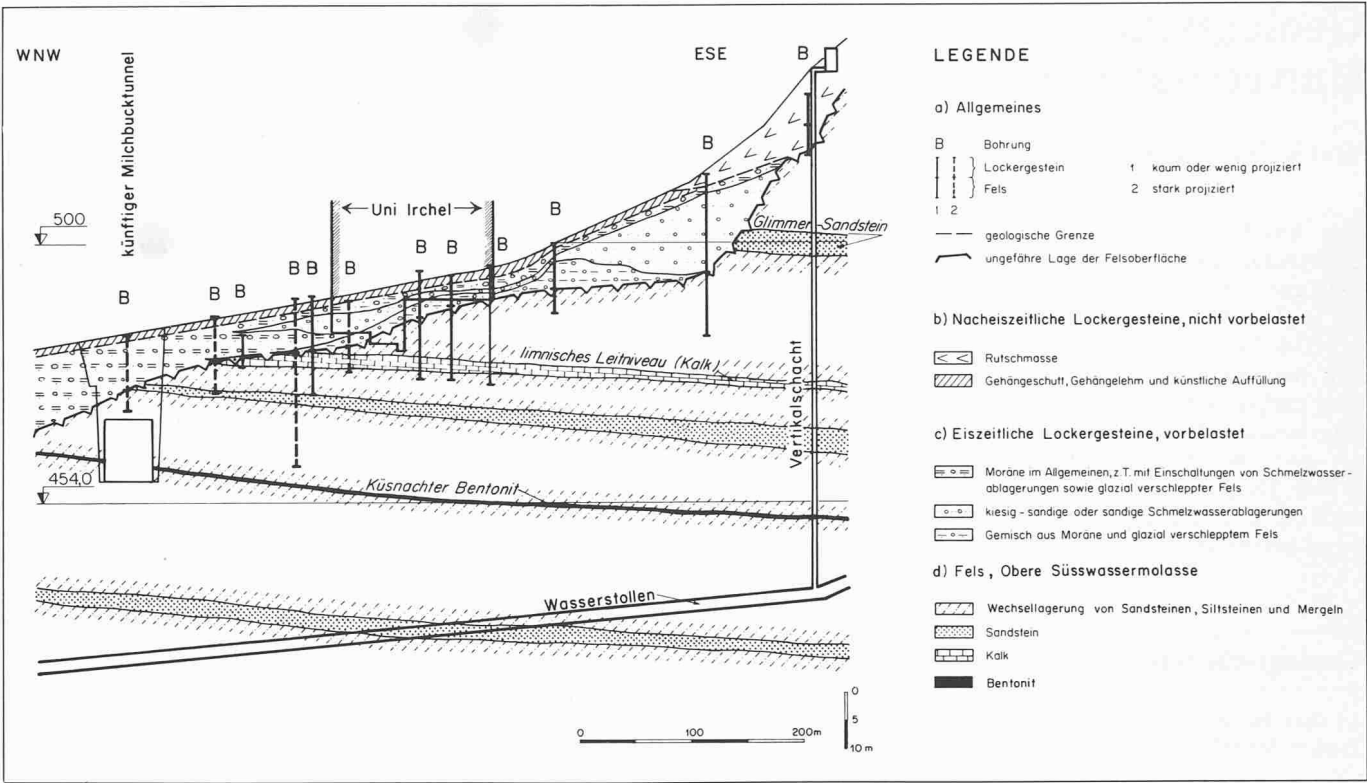 WNW
künftiger Milchbucktunnel
ESE
B
B
B
Uni Irchel
500
B
B
B
B
B
B
B
B
B
B
Glimmer-Sandstein
limnisches Leitniveau (Kalk)
Vertikalschacht
454,0
Küsnachter Bentonit
Wasserstollen
0 100 200m
0
5
10 m
LEGENDE
a) Allgemeines
B Bohrung
Lockergestein 1 kaum oder wenig projiziert
Fels 2 stark projiziert
1 2
geologische Grenze
ungefähre Lage der Felsoberfläche
b) Nacheiszeitliche Lockergesteine, nicht vorbelastet
Rutschmasse
Gehängeschutt, Gehängelehm und künstliche Auffüllung
c) Eiszeitliche Lockergesteine, vorbelastet
Moräne im Allgemeinen, z.T. mit Einschaltungen von Schmelzwasser-
ablagerungen sowie glazial verschleppter Fels
kiesig - sandige oder sandige Schmelzwasserablagerungen
Gemisch aus Moräne und glazial verschlepptem Fels
d) Fels, Obere Süsswassermolasse
Wechsellagerung von Sandsteinen, Siltsteinen und Mergeln
Sandstein
Kalk
Bentonit